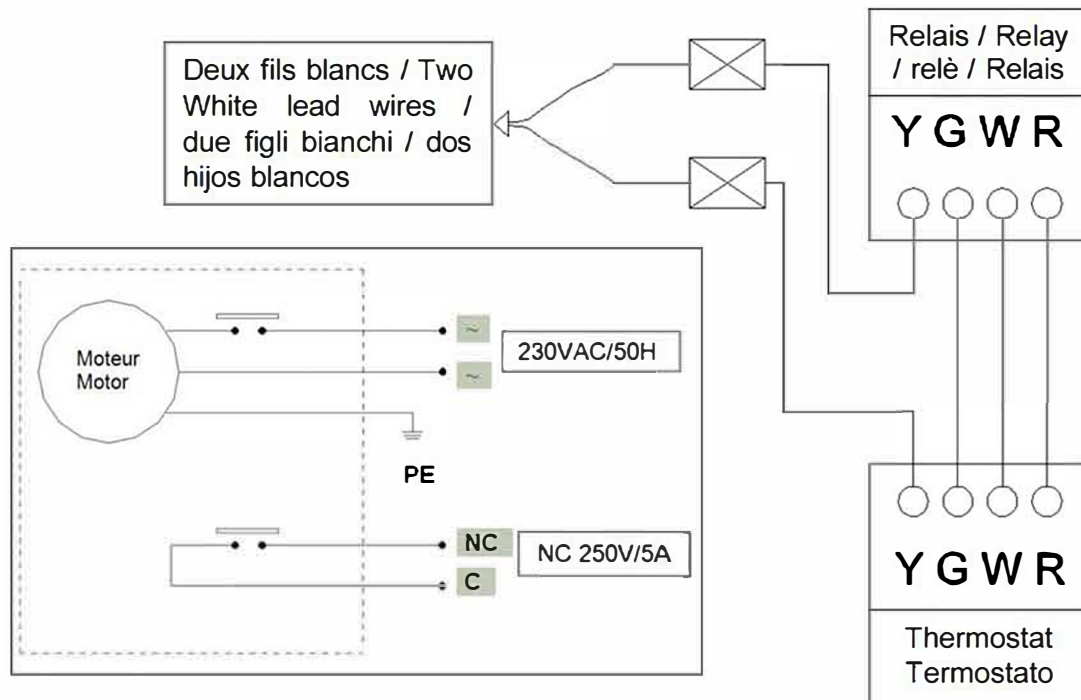 Deux fils blancs / Two
White lead wires /
due figli bianchi / dos
hijos blancos
Relais / Relay
/ relè / Relais
Y G W R
Moteur
Motor
~
~
230VAC/50H
PE
NC
C
NC 250V/5A
Y G W R
Thermostat
Termostato